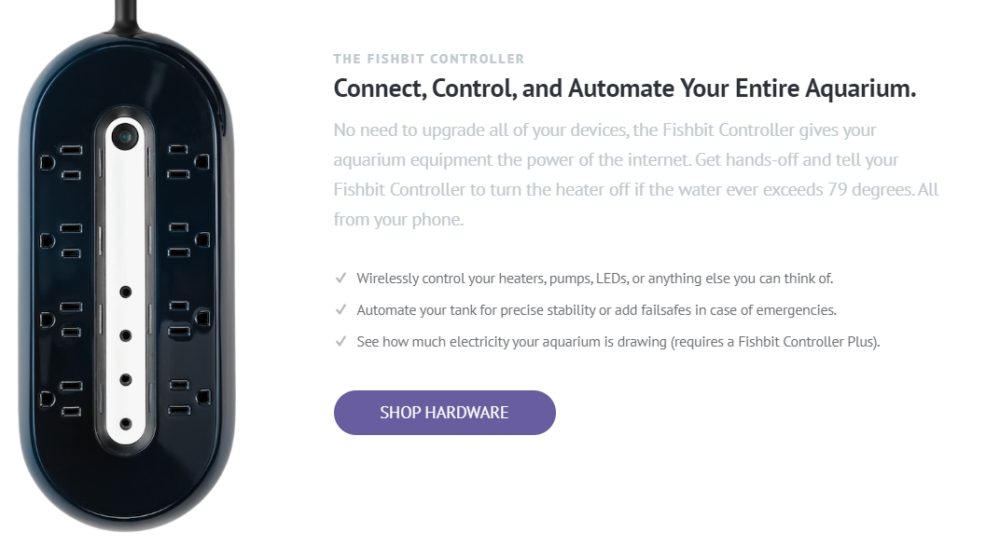 THE FISHBIT CONTROLLER
Connect, Control, and Automate Your Entire Aquarium.
No need to upgrade all of your devices, the Fishbit Controller gives your
aquarium equipment the power of the internet. Get hands-off and tell your
Fishbit Controller to turn the heater off if the water ever exceeds 79 degrees. All
from your phone.
Wirelessly control your heaters, pumps, LEDs, or anything else you can think of.
Automate your tank for precise stability or add failsafes in case of emergencies.
See how much electricity your aquarium is drawing (requires a Fishbit Controller Plus).
SHOP HARDWARE